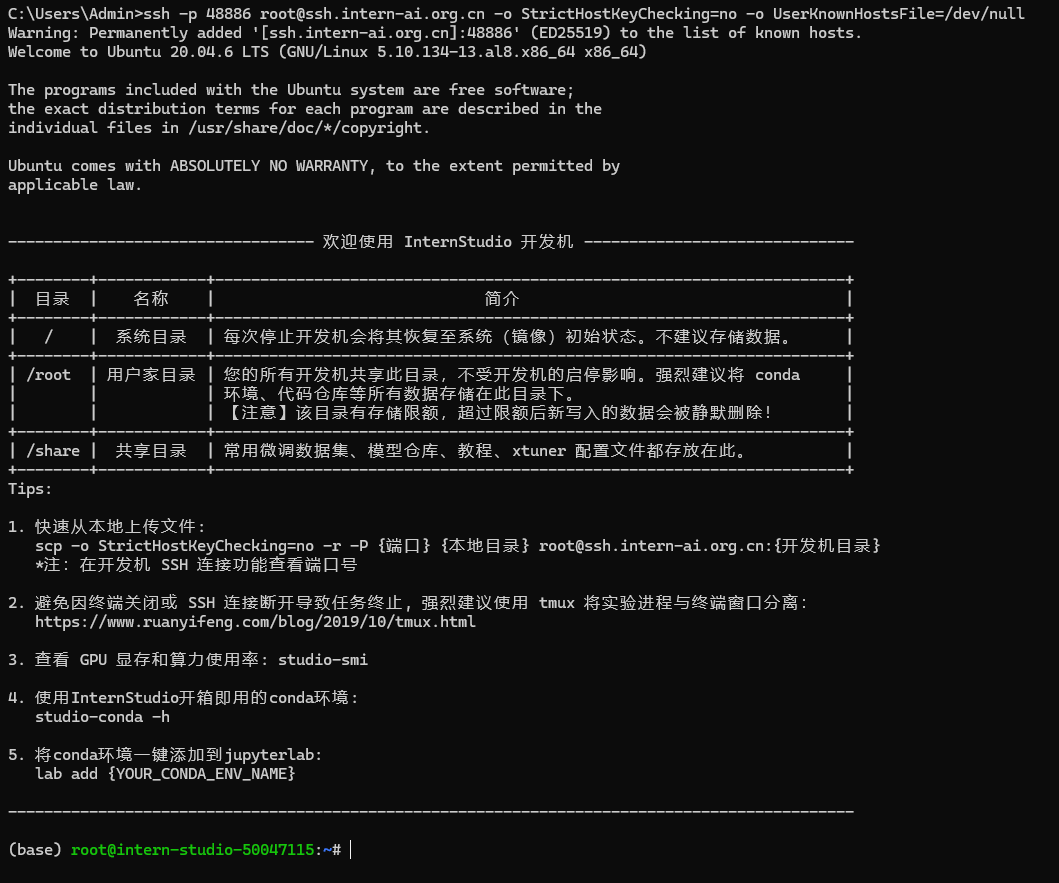 C:\Users\Admin>ssh -p 48886 root@ssh.intern-ai.org.cn -o StrictHostKeyChecking=no -o UserKnownHostsFile=/dev/null
Warning: Permanently added '[ssh.intern-ai.org.cn]:48886' (ED25519) to the list of known hosts.
Welcome to Ubuntu 20.04.6 LTS (GNU/Linux 5.10.134-13.al8.x86_64 x86_64)

The programs included with the Ubuntu system are free software;
the exact distribution terms for each program are described in the
individual files in /usr/share/doc/*/copyright.

Ubuntu comes with ABSOLUTELY NO WARRANTY, to the extent permitted by
applicable law.

---------------------------------- 欢迎使用 InternStudio 开发机 ------------------------------

+--------+------------+----------------------------------------------------------------------+
|  目录  |    名称    |                              简介                                    |
+--------+------------+----------------------------------------------------------------------+
|   /    |  系统目录  | 每次停止开发机会将其恢复至系统（镜像）初始状态。不建议存储数据。      |
+--------+------------+----------------------------------------------------------------------+
| /root  | 用户家目录 | 您的所有开发机共享此目录，不受开发机的启停影响。强烈建议将 conda     |
|        |            | 环境、代码仓库等所有数据存储在此目录下。                             |
|        |            | 【注意】该目录有存储限额，超过限额后新写入的数据会被静默删除！        |
+--------+------------+----------------------------------------------------------------------+
| /share |  共享目录  | 常用微调数据集、模型仓库、教程、xtuner 配置文件都存放在此。          |
+--------+------------+----------------------------------------------------------------------+
Tips:

1. 快速从本地上传文件：
   scp -o StrictHostKeyChecking=no -r -P {端口} {本地目录} root@ssh.intern-ai.org.cn:{开发机目录}
   *注：在开发机 SSH 连接功能查看端口号

2. 避免因终端关闭或 SSH 连接断开导致任务终止，强烈建议使用 tmux 将实验进程与终端窗口分离：
   https://www.ruanyifeng.com/blog/2019/10/tmux.html

3. 查看 GPU 显存和算力使用率：studio-smi

4. 使用InternStudio开箱即用的conda环境：
   studio-conda -h

5. 将conda环境一键添加到jupyterlab:
   lab add {YOUR_CONDA_ENV_NAME}

----------------------------------------------------------------------------------------------

(base) root@intern-studio-50047115:~#